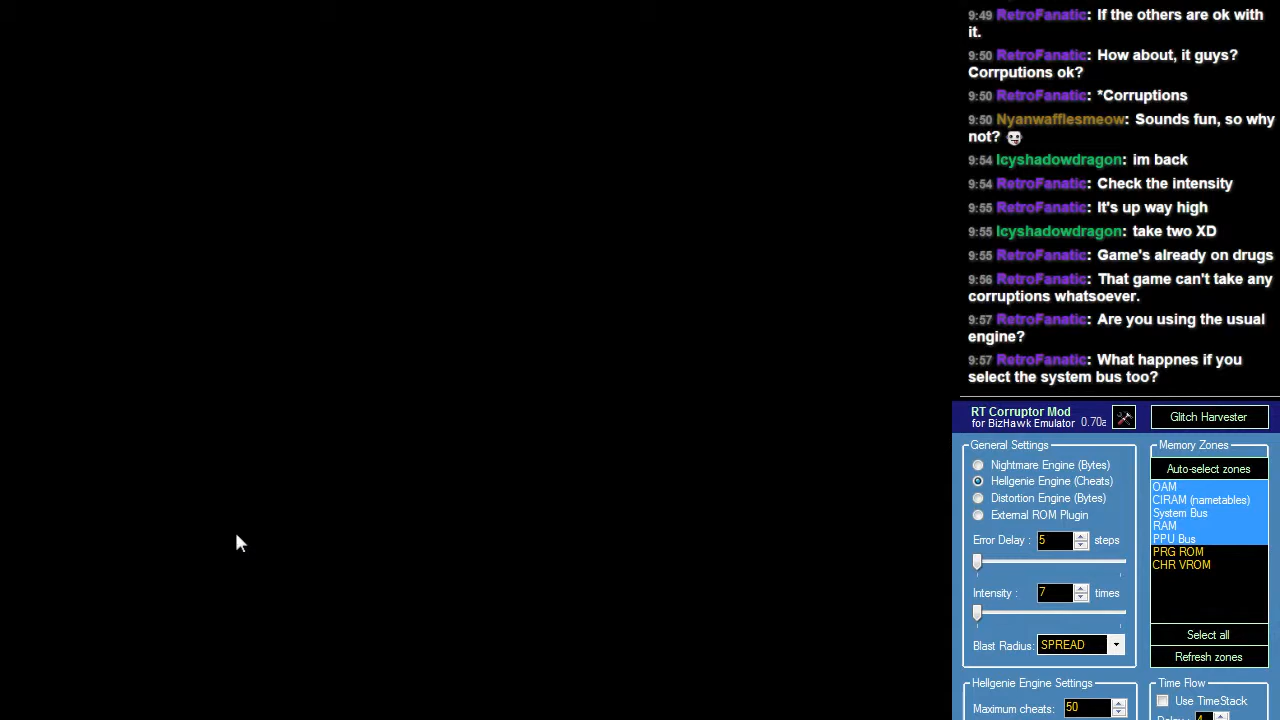 9:49 RetroFanatic: If the others are ok with
it.
9:50 RetroFanatic: How about, it guys?
Corrputions ok?
9:50 RetroFanatic: *Corruptions
9:50 Nyanwafflesmeow: Sounds fun, so why
not?
9:54 Icyshadowdragon: im back
9:54 RetroFanatic: Check the intensity
9:55 RetroFanatic: It's up way high
9:55 Icyshadowdragon: take two XD
9:55 RetroFanatic: Game's already on drugs
9:56 RetroFanatic: That game can't take any
corruptions whatsoever.
9:57 RetroFanatic: Are you using the usual
engine?
9:57 RetroFanatic: What happnes if you
select the system bus too?
RT Corruptor Mod
for BizHawk Emulator 0.70a
Glitch Harvester
General Settings
Nightmare Engine (Bytes)
Hellgenie Engine (Cheats)
Distortion Engine (Bytes)
External ROM Plugin
Error Delay : 5 steps
Intensity : 7 times
Blast Radius: SPREAD
Memory Zones
Auto-select zones
OAM
CIRAM (nametables)
System Bus
RAM
PPU Bus
PRG ROM
CHR VROM
Select all
Refresh zones
Hellgenie Engine Settings
Maximum cheats: 50
Time Flow
Use TimeStack